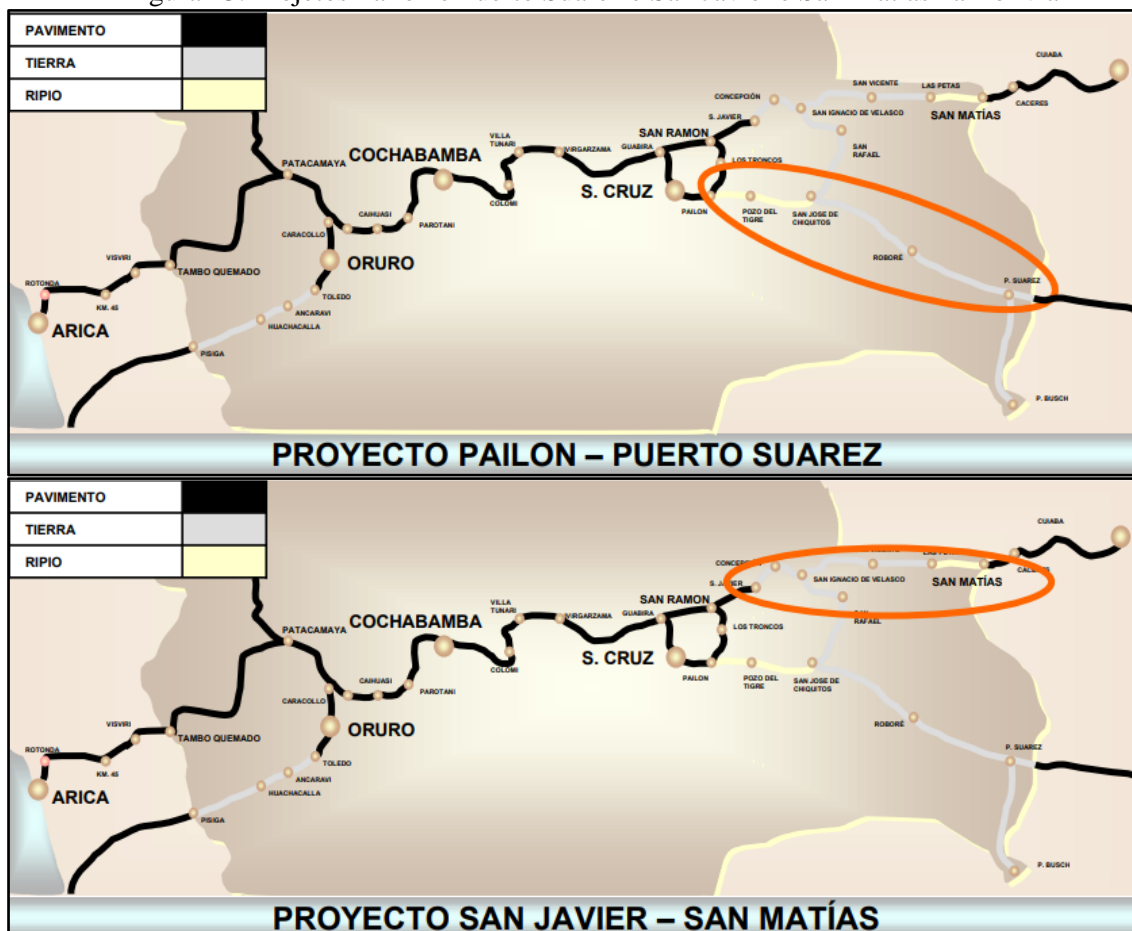 PAVIMENTO
TIERRA
RIPIO
CUIABA
SAN VICENTE
LAS PETAS
CONCEPCIÓN
CACERES
SAN MATÍAS
S. JAVIER
SAN IGNACIO DE VELASCO
VILLA
TUNARI
SAN RAMON
COCHABAMBA
IVIRGARZAMA
GUABIRA
SAN
RAFAEL
PATACAMAYA
LOS TRONCOS
COLOMI
S. CRUZ
CAIHUASI
PAILON
POZO DEL
TIGRE
SAN JOSE DE
CHIQUITOS
PAROTANI
CARACOLLO
VISVIRI
ROBORÉ
TAMBO QUEMADO
ORURO
ROTONDA
P. SUAREZ
TOLEDO
KM. 45
ANCARAVI
ARICA
HUACHACALLA
PISIGA
P. BUSCH
PROYECTO PAILON – PUERTO SUAREZ
PAVIMENTO
TIERRA
RIPIO
CUIABA
CONCEPCIÓN
CACERES
S. JAVIER
SAN IGNACIO DE VELASCO
SAN MATÍAS
VILLA
TUNARI
SAN RAMON
COCHABAMBA
IVIRGARZAMA
GUABIRA
RAFAEL
PATACAMAYA
LOS TRONCOS
COLOMI
S. CRUZ
CAIHUASI
PAILON
POZO DEL
TIGRE
SAN JOSE DE
CHIQUITOS
PAROTANI
CARACOLLO
VISVIRI
ROBORÉ
TAMBO QUEMADO
ORURO
ROTONDA
P. SUAREZ
TOLEDO
KM. 45
ANCARAVI
ARICA
HUACHACALLA
PISIGA
P. BUSCH
PROYECTO SAN JAVIER – SAN MATÍAS